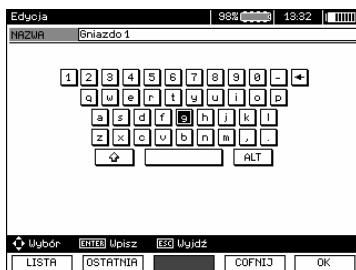 Edycja 98% 13:32
NAZWA Gniazdo 1
1 2 3 4 5 6 7 8 9 0 - ←
q w e r t y u i o p
a s d f g h j k l
z x c v b n m , .
ALT
Wybór ENTER Wpisz ESC Wyjdź
LISTA OSTATNIA COFNIJ OK